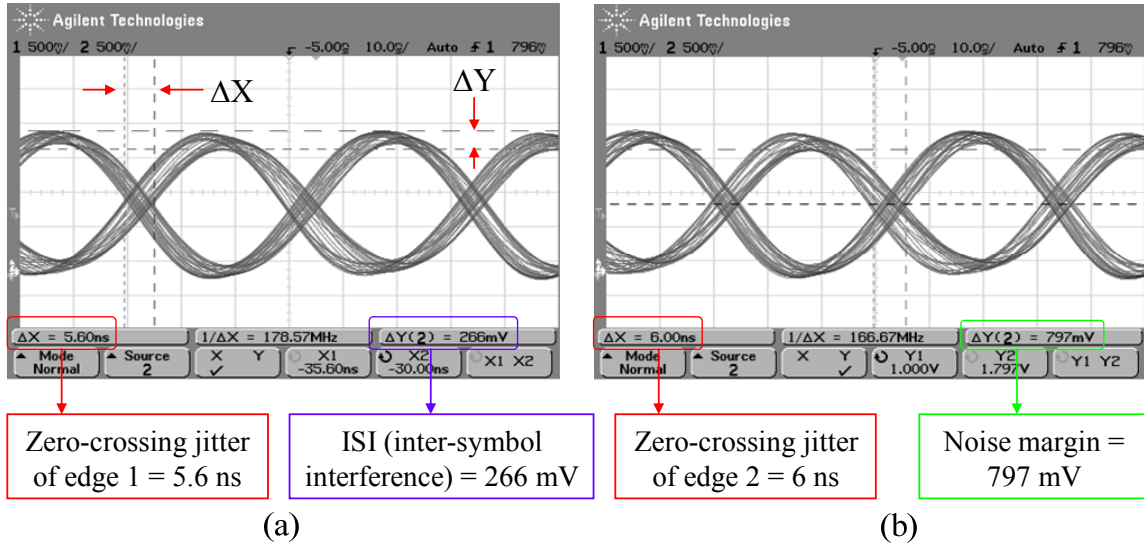 Agilent Technologies
1 500mV/ 2 500mV/ -5.00ns 10.0ns/ Auto 1 796mV
ΔX
ΔY
ΔX = 5.60ns 1/ΔX = 178.57MHz ΔY(2) = 266mV
Mode Source X Y X1 X2 X1 X2
Normal 2 ✓ -35.60ns -30.00ns
Zero-crossing jitter
of edge 1 = 5.6 ns
ISI (inter-symbol
interference) = 266 mV
(a)
Agilent Technologies
1 500mV/ 2 500mV/ -5.00ns 10.0ns/ Auto 1 796mV
ΔX = 6.00ns 1/ΔX = 166.67MHz ΔY(2) = 797mV
Mode Source X Y Y1 Y2 Y1 Y2
Normal 2 ✓ 1.000V 1.797V
Zero-crossing jitter
of edge 2 = 6 ns
Noise margin =
797 mV
(b)